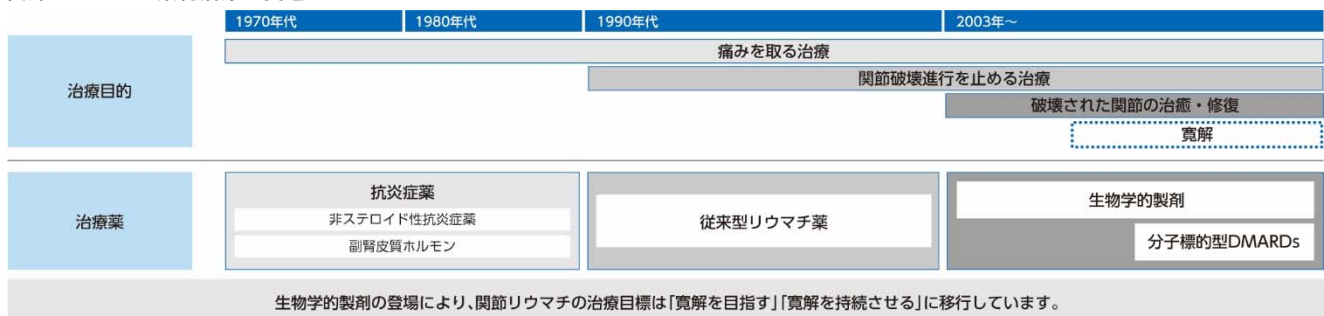 1970年代 1980年代 1990年代 2003年～
治療目的
痛みを取る治療
関節破壊進行を止める治療
破壊された関節の治癒・修復
寛解
治療薬
抗炎症薬
非ステロイド性抗炎症薬
副腎皮質ホルモン
従来型リウマチ薬
生物学的製剤
分子標的型DMARDs
生物学的製剤の登場により、関節リウマチの治療目標は「寛解を目指す」「寛解を持続させる」に移行しています。